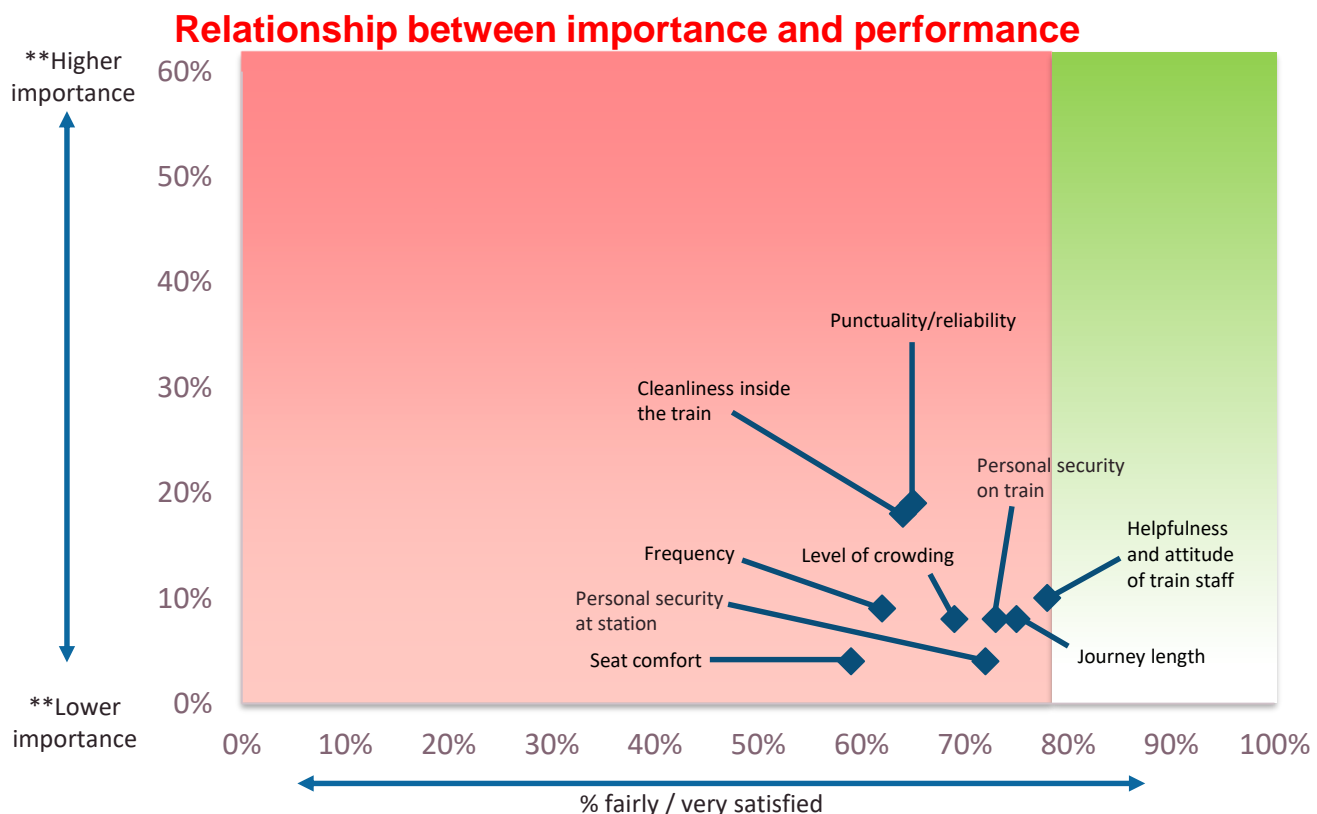 Relationship between importance and performance
**Higher
importance
60%
50%
40%
30%
20%
10%
0%
**Lower
importance
Punctuality/reliability
Cleanliness inside
the train
Personal security
on train
Helpfulness
and attitude
of train staff
Frequency
Level of crowding
Personal security
at station
Seat comfort
Journey length
0%
10%
20%
30%
40%
50%
60%
70%
80%
90%
100%
% fairly / very satisfied